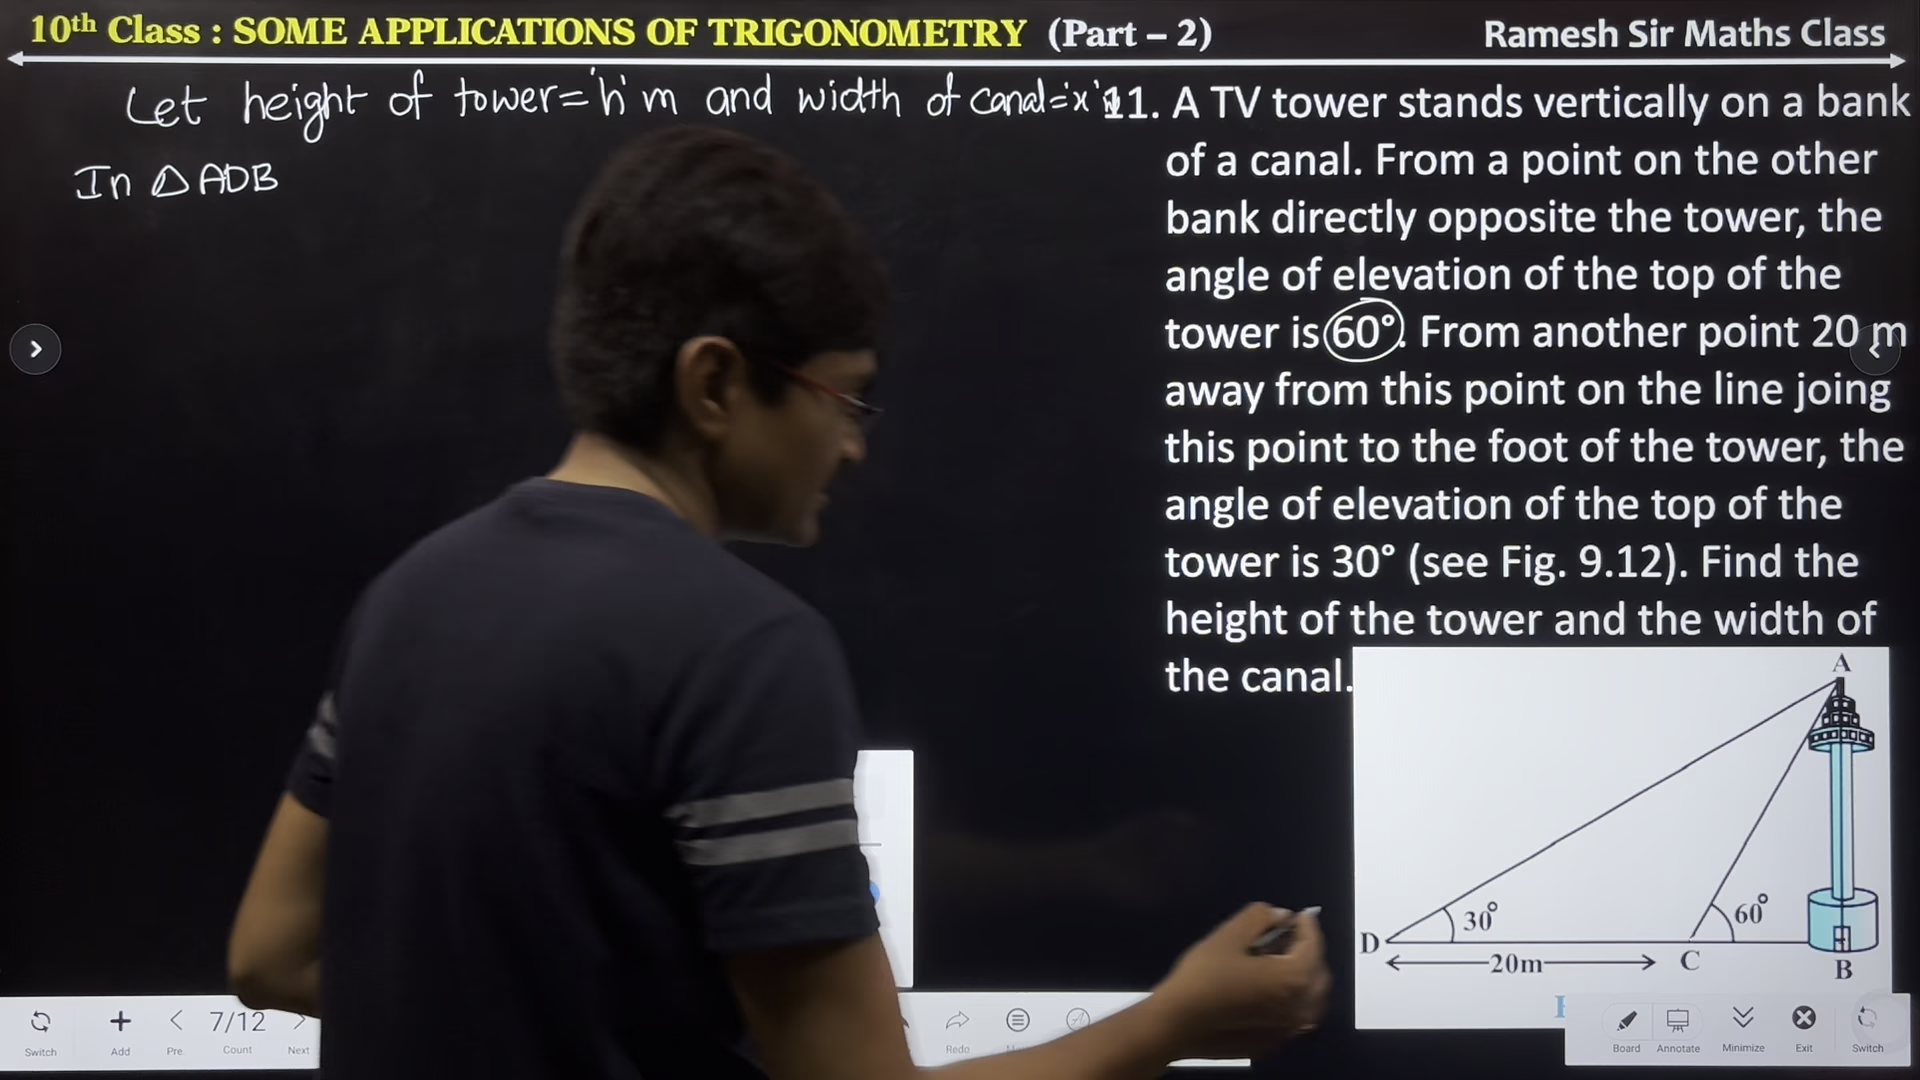 10th Class : SOME APPLICATIONS OF TRIGONOMETRY (Part – 2)
Ramesh Sir Maths Class
Let height of tower = 'h' m and width of canal = 'x'
In △ ADB
11. A TV tower stands vertically on a bank
of a canal. From a point on the other
bank directly opposite the tower, the
angle of elevation of the top of the
tower is 60°. From another point 20 m
away from this point on the line joing
this point to the foot of the tower, the
angle of elevation of the top of the
tower is 30° (see Fig. 9.12). Find the
height of the tower and the width of
the canal.
A
30°
60°
D
20m
C
B
7/12
Switch
Add
Pre
Count
Next
Redo
Board
Annotate
Minimize
Exit
Switch